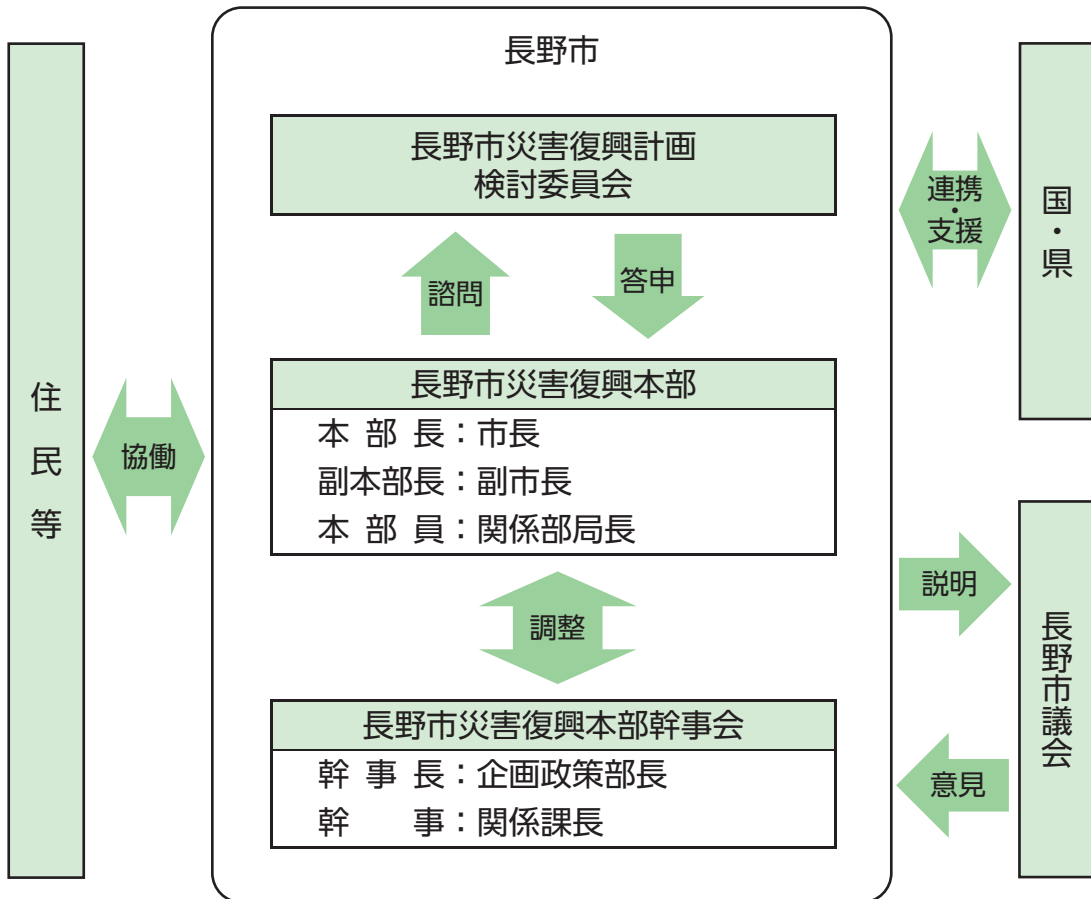 長野市
長野市災害復興計画
検討委員会
諮問
答申
長野市災害復興本部
本部長：市長
副本部長：副市長
本部員：関係部局長
調整
長野市災害復興本部幹事会
幹事長：企画政策部長
幹事：関係課長
住民等
協働
連携
・
支援
国・県
説明
意見
長野市議会